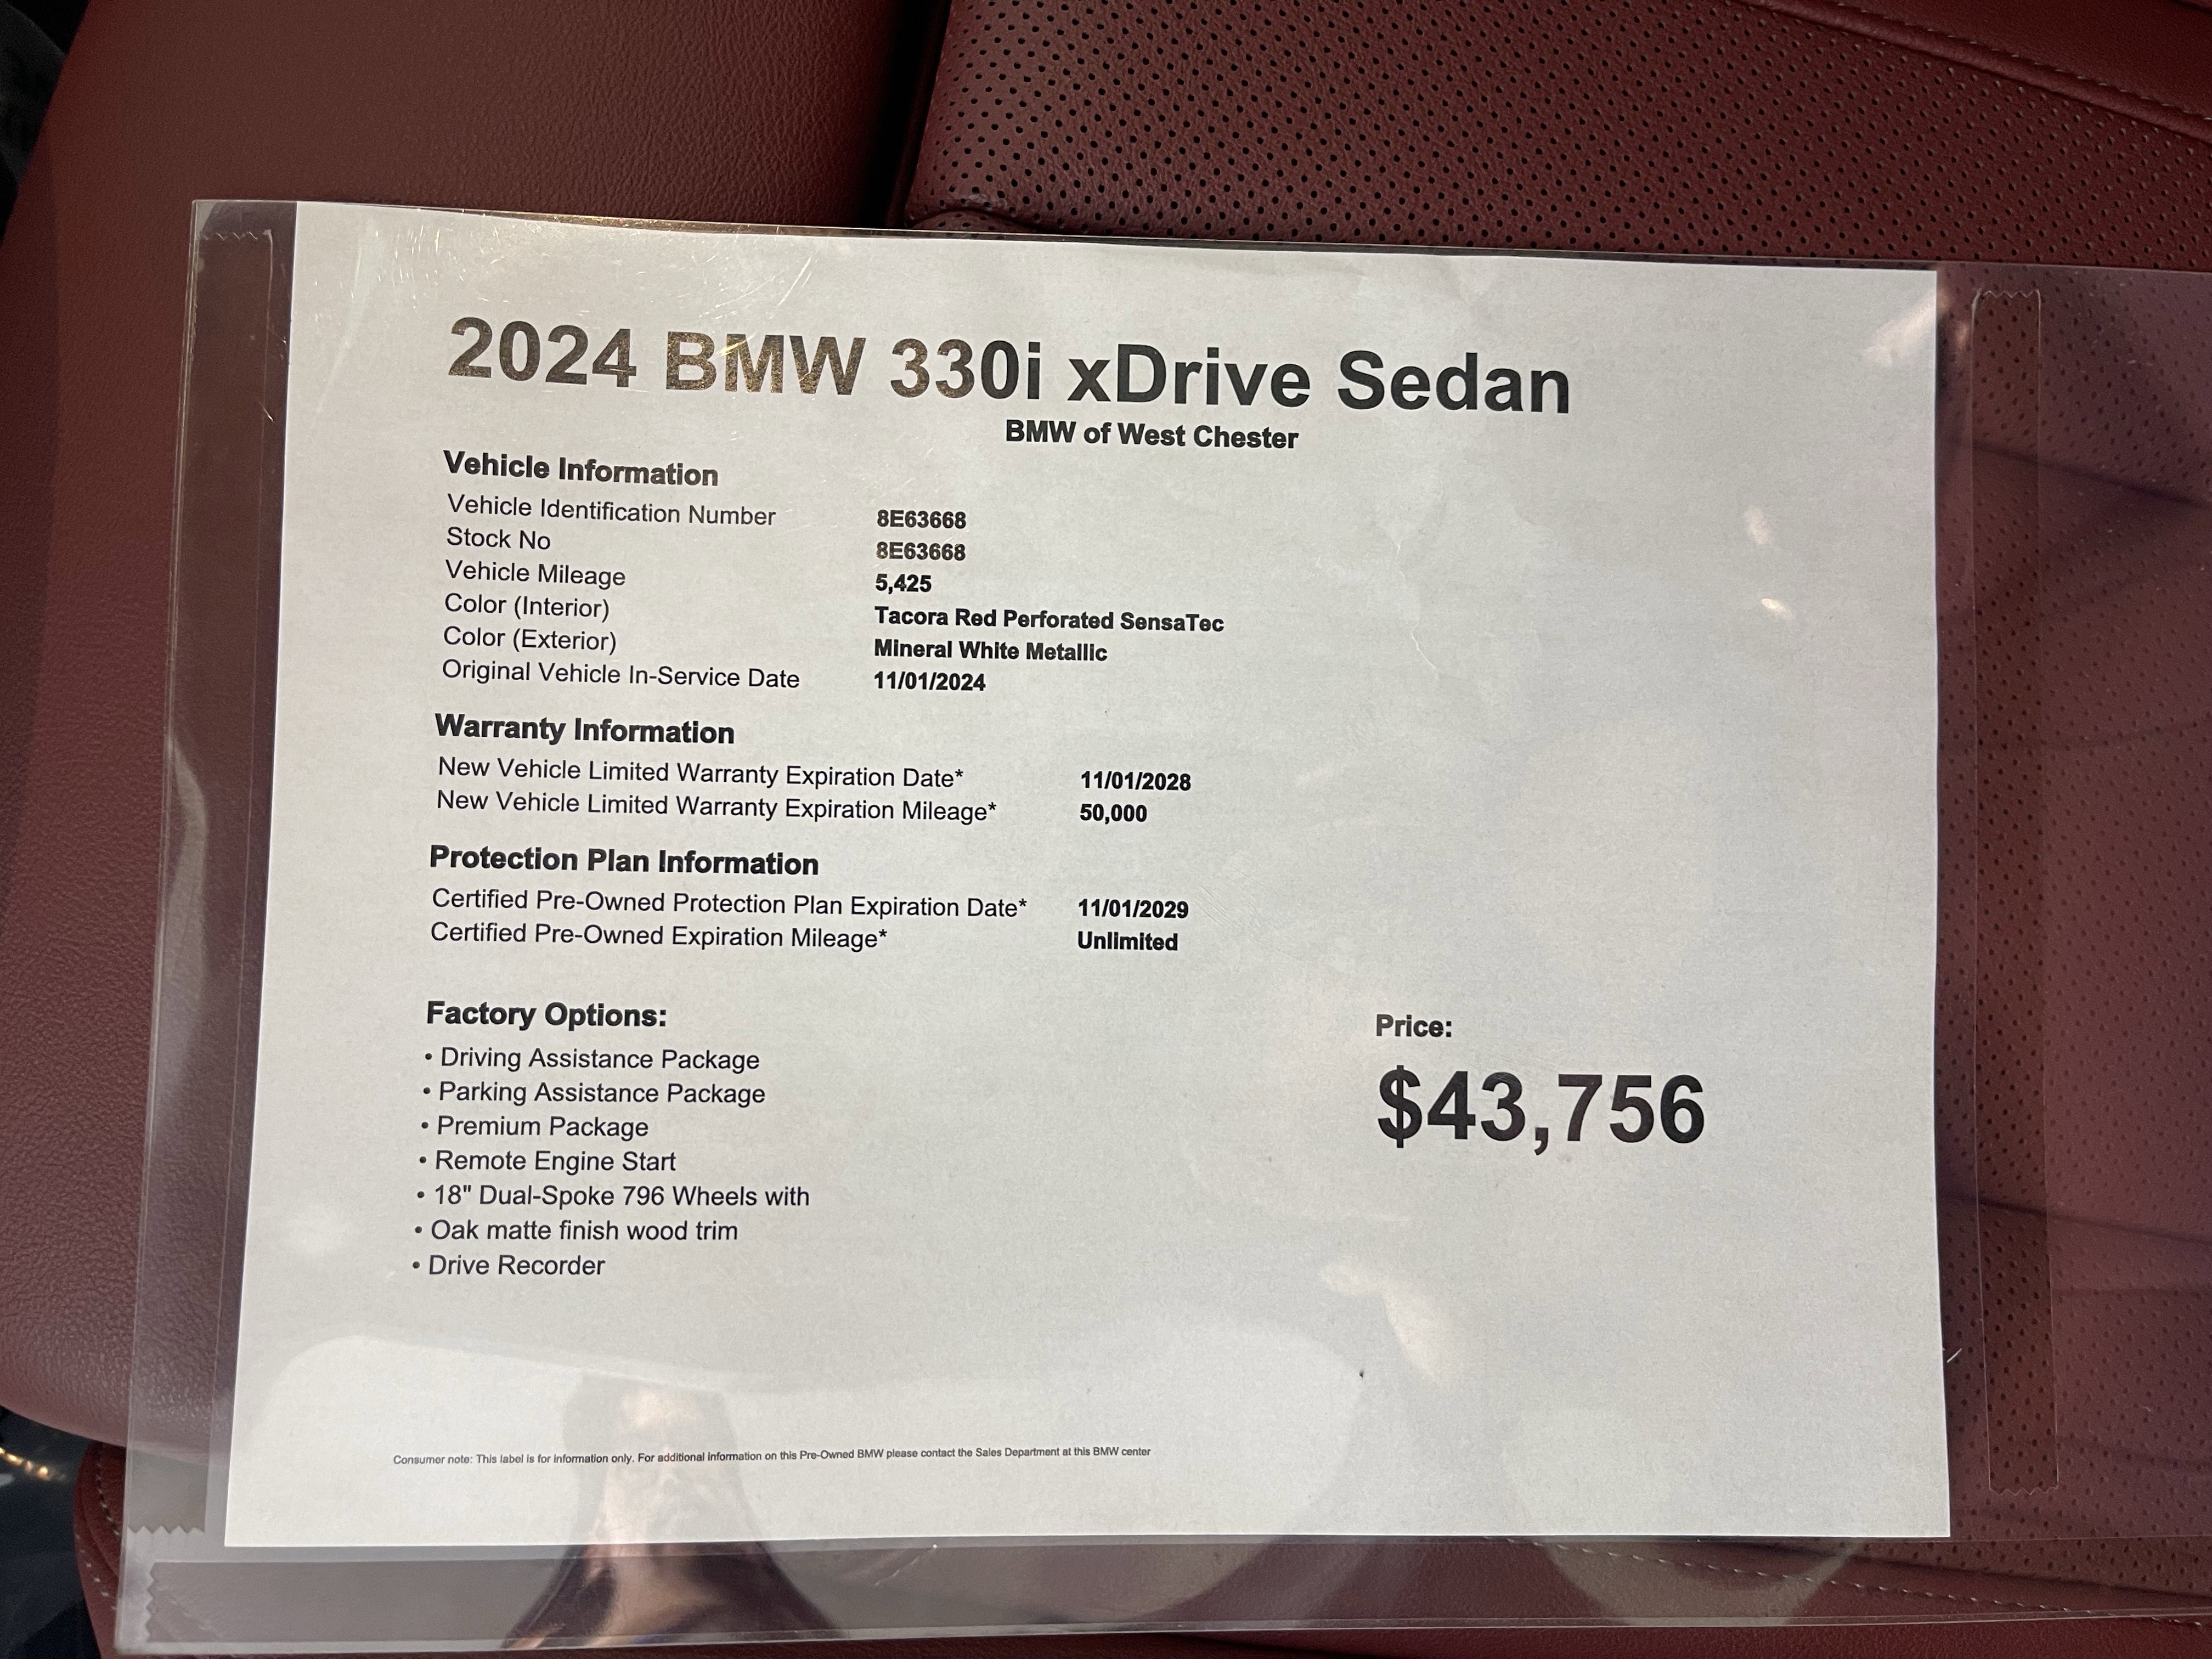 2024 BMW 330i xDrive Sedan
BMW of West Chester
Vehicle Information
Vehicle Identification Number 8E63668
Stock No 8E63668
Vehicle Mileage 5,425
Color (Interior) Tacora Red Perforated SensaTec
Color (Exterior) Mineral White Metallic
Original Vehicle In-Service Date 11/01/2024
Warranty Information
New Vehicle Limited Warranty Expiration Date* 11/01/2028
New Vehicle Limited Warranty Expiration Mileage* 50,000
Protection Plan Information
Certified Pre-Owned Protection Plan Expiration Date* 11/01/2029
Certified Pre-Owned Expiration Mileage* Unlimited
Factory Options:
• Driving Assistance Package
• Parking Assistance Package
• Premium Package
• Remote Engine Start
• 18" Dual-Spoke 796 Wheels with
• Oak matte finish wood trim
• Drive Recorder
Price:
$43,756
Consumer note: This label is for information only. For additional information on this Pre-Owned BMW please contact the Sales Department at this BMW center